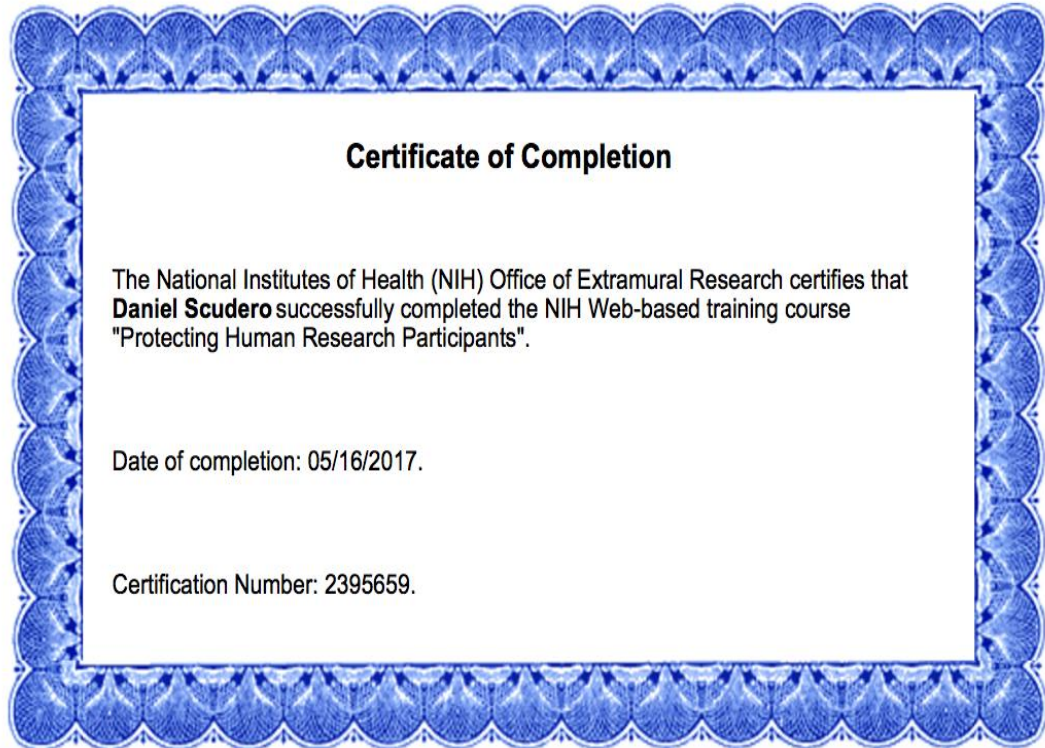 Certificate of Completion
The National Institutes of Health (NIH) Office of Extramural Research certifies that
Daniel Scudero successfully completed the NIH Web-based training course
"Protecting Human Research Participants".
Date of completion: 05/16/2017.
Certification Number: 2395659.